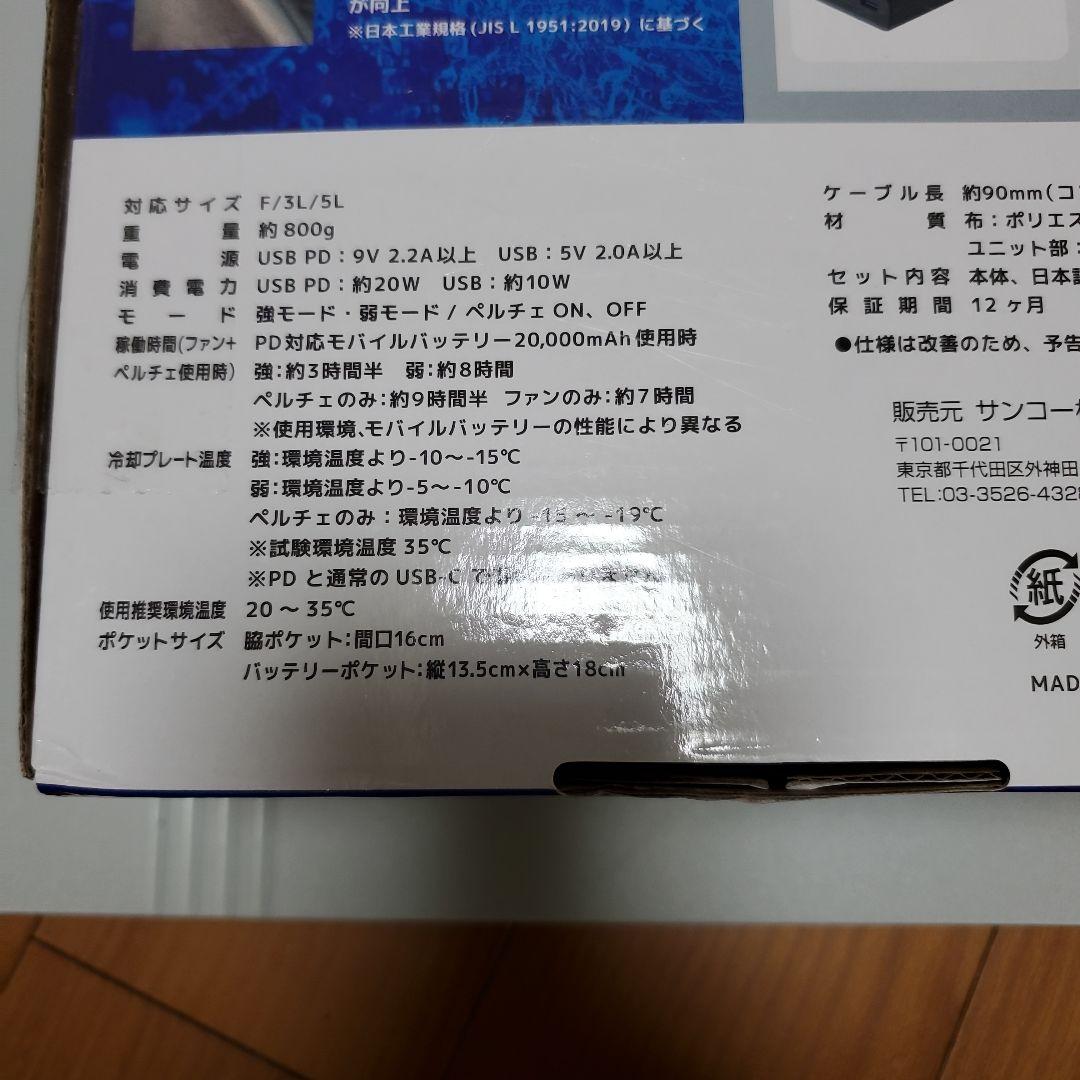 が向上
※日本工業規格(JIS L 1951:2019)に基づく
対応サイズ F/3L/5L
重量 約800g
電源 USB PD:9V 2.2A以上 USB:5V 2.0A以上
消費電力 USB PD:約20W USB:約10W
モード 強モード・弱モード / ペルチェ ON、OFF
稼働時間(ファン+ PD対応モバイルバッテリー20,000mAh使用時
ペルチェ使用時) 強:約3時間半 弱:約8時間
ペルチェのみ:約9時間半 ファンのみ:約7時間
※使用環境、モバイルバッテリーの性能により異なる
冷却プレート温度 強:環境温度より-10~-15℃
弱:環境温度より-5~-10℃
ペルチェのみ:環境温度より -15 ~ -19℃
※試験環境温度 35℃
※PD と通常の USB-C で
使用推奨環境温度 20 ~ 35℃
ポケットサイズ 脇ポケット:間口16cm
バッテリーポケット:縦13.5cm×高さ18cm
ケーブル長 約90mm(コ
材質 布:ポリエス
ユニット部:
セット内容 本体、日本
保証期間 12ヶ月
●仕様は改善のため、予告
販売元 サンコー
〒101-0021
東京都千代田区外神田
TEL:03-3526-432
紙
外箱
MAD